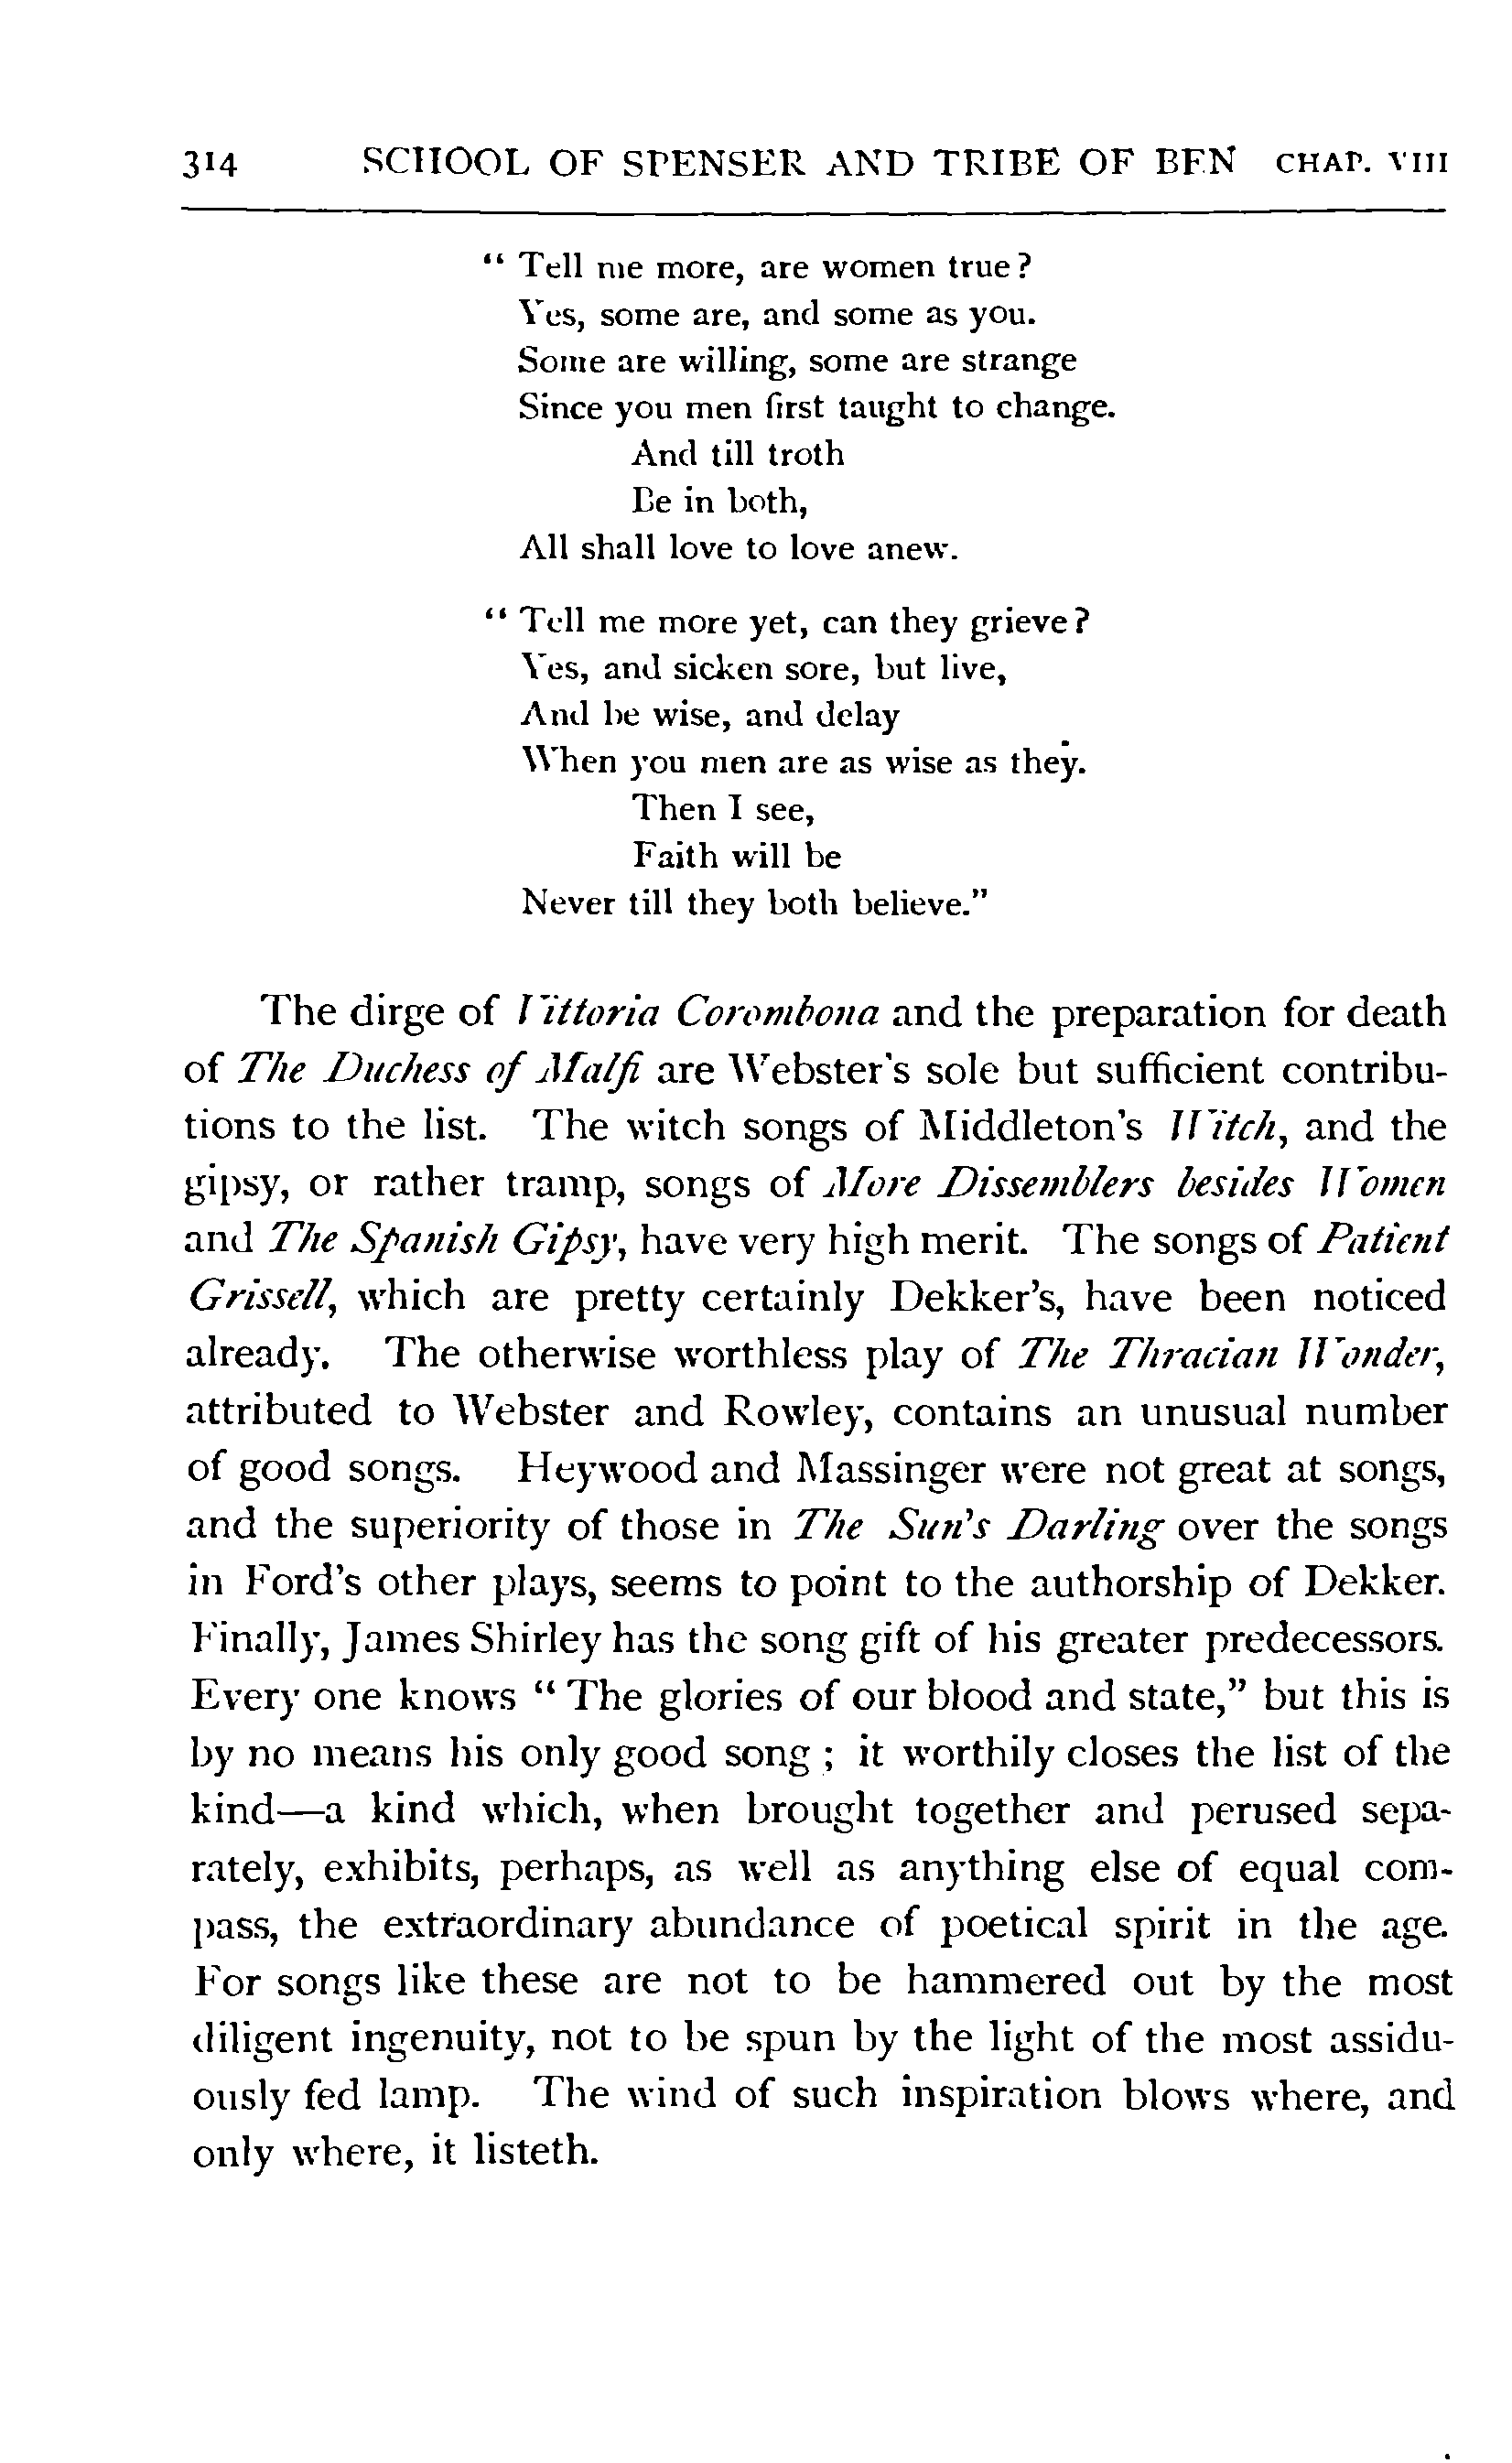 314 SCHOOL OF SPENSER AND TRIBE OF BEN CHAP. VIII
“ Tell me more, are women true?
Yes, some are, and some as you.
Some are willing, some are strange
Since you men first taught to change.
And till troth
Be in both,
All shall love to love anew.
“ Tell me more yet, can they grieve?
Yes, and sicken sore, but live,
And be wise, and delay
When you men are as wise as they.
Then I see,
Faith will be
Never till they both believe.”
The dirge of Vittoria Corombona and the preparation for death
of The Duchess of Malfi are Webster's sole but sufficient contribu-
tions to the list. The witch songs of Middleton's Witch, and the
gipsy, or rather tramp, songs of More Dissemblers besides Women
and The Spanish Gipsy, have very high merit. The songs of Patient
Grissell, which are pretty certainly Dekker's, have been noticed
already. The otherwise worthless play of The Thracian Wonder,
attributed to Webster and Rowley, contains an unusual number
of good songs. Heywood and Massinger were not great at songs,
and the superiority of those in The Sun's Darling over the songs
in Ford's other plays, seems to point to the authorship of Dekker.
Finally, James Shirley has the song gift of his greater predecessors.
Every one knows “ The glories of our blood and state,” but this is
by no means his only good song ; it worthily closes the list of the
kind—a kind which, when brought together and perused sepa-
rately, exhibits, perhaps, as well as anything else of equal com-
pass, the extraordinary abundance of poetical spirit in the age.
For songs like these are not to be hammered out by the most
diligent ingenuity, not to be spun by the light of the most assidu-
ously fed lamp. The wind of such inspiration blows where, and
only where, it listeth.